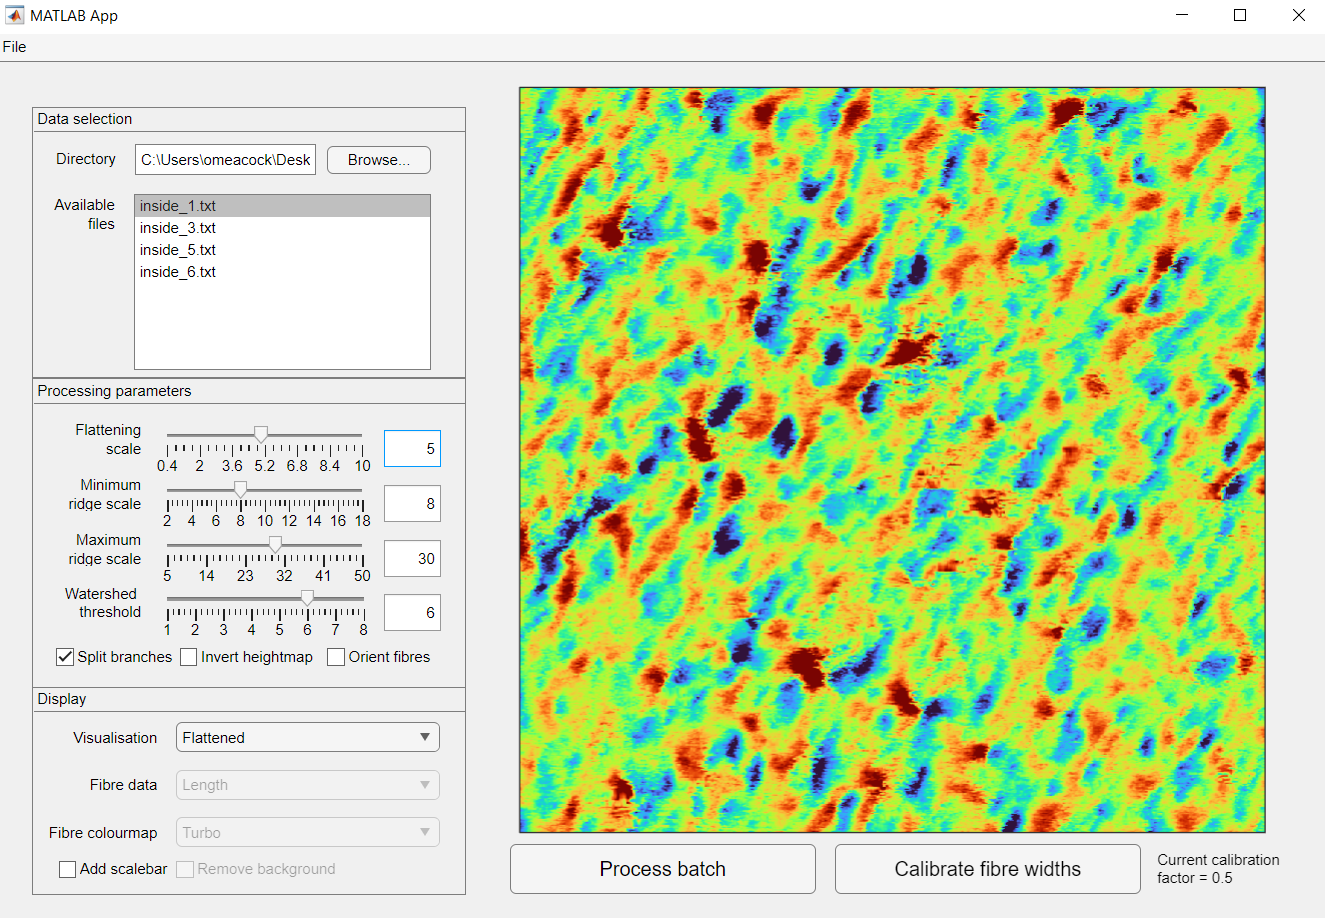 MATLAB App
File
Data selection
Directory C:\Users\omeacock\Desk Browse...
Available files
inside_1.txt
inside_3.txt
inside_5.txt
inside_6.txt
Processing parameters
Flattening scale
0.4 2 3.6 5.2 6.8 8.4 10
5
Minimum ridge scale
2 4 6 8 10 12 14 16 18
8
Maximum ridge scale
5 14 23 32 41 50
30
Watershed threshold
1 2 3 4 5 6 7 8
6
Split branches Invert heightmap Orient fibres
Display
Visualisation Flattened
Fibre data Length
Fibre colourmap Turbo
Add scalebar Remove background
Process batch
Calibrate fibre widths
Current calibration
factor = 0.5